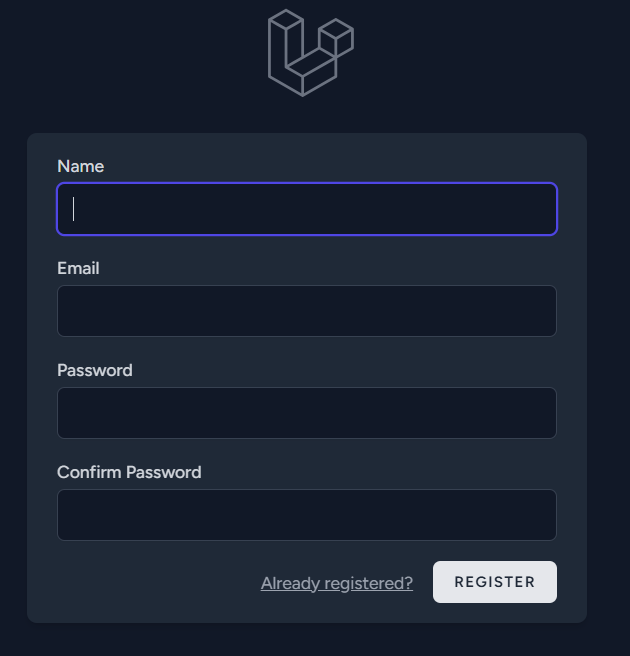 Name
Email
Password
Confirm Password
Already registered? REGISTER